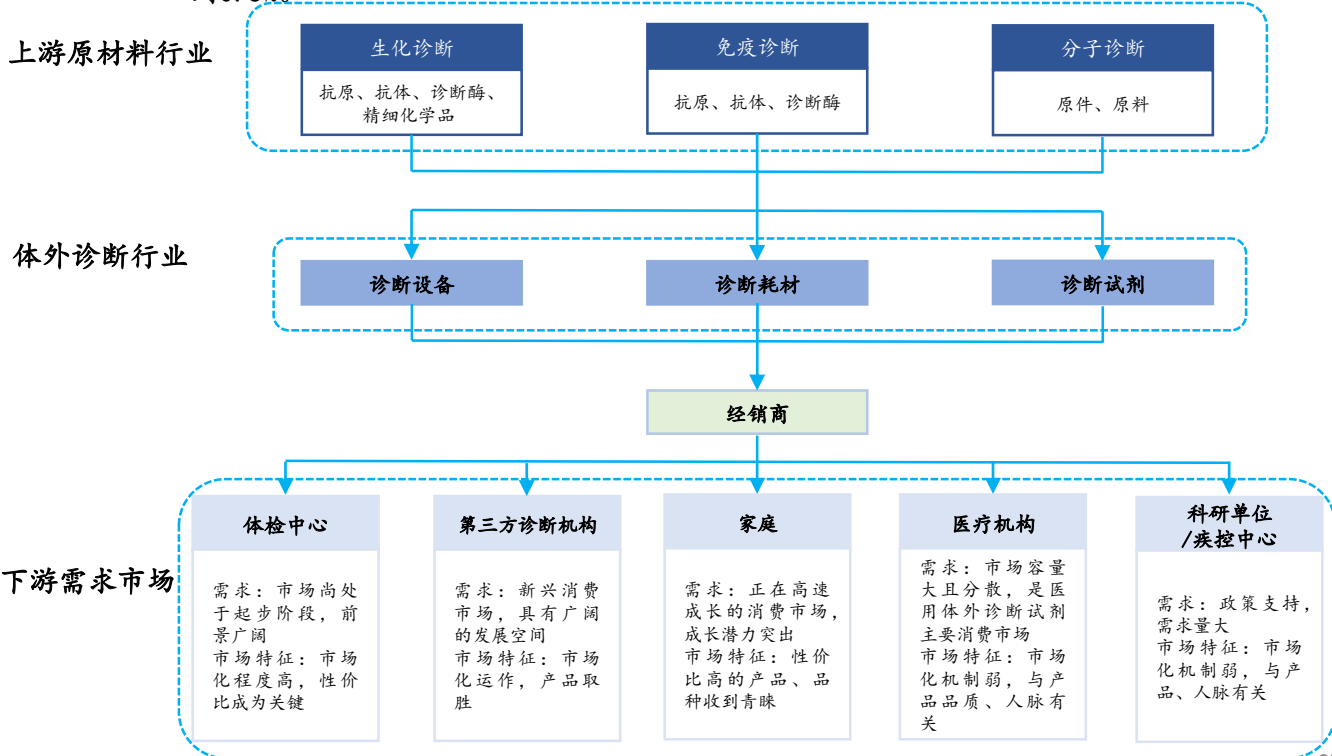 上游原材料行业
生化诊断
抗原、抗体、诊断酶、
精细化学品
免疫诊断
抗原、抗体、诊断酶
分子诊断
原件、原料
体外诊断行业
诊断设备
诊断耗材
诊断试剂
经销商
下游需求市场
体检中心
需求：市场尚处
于起步阶段，前
景广阔
市场特征：市场
化程度高，性价
比成为关键
第三方诊断机构
需求：新兴消费
市场，具有广阔
的发展空间
市场特征：市场
化运作，产品取
胜
家庭
需求：正在高速
成长的消费市场，
成长潜力突出
市场特征：性价
比高的产品、品
种收到青睐
医疗机构
需求：市场容量
大且分散，是医
用体外诊断试剂
主要消费市场
市场特征：市场
化机制弱，与产
品品质、人脉有
关
科研单位
/疾控中心
需求：政策支持，
需求量大
市场特征：市场
化机制弱，与产
品、人脉有关